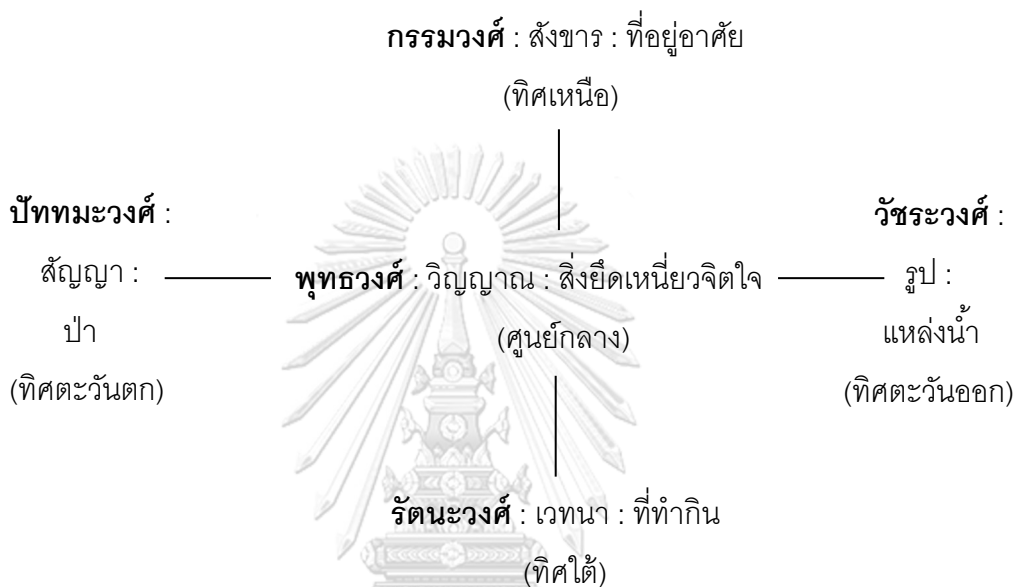 กรรมวงศ์ : สังขาร : ที่อยู่อาศัย
(ทิศเหนือ)
ปัททมะวงศ์ :
สัญญา :
ป่า
(ทิศตะวันตก)
พุทธวงศ์ : วิญญาณ : สิ่งยึดเหนี่ยวจิตใจ
(ศูนย์กลาง)
วัชระวงศ์ :
รูป :
แหล่งน้ำ
(ทิศตะวันออก)
รัตนะวงศ์ : เวทนา : ที่ทำกิน
(ทิศใต้)